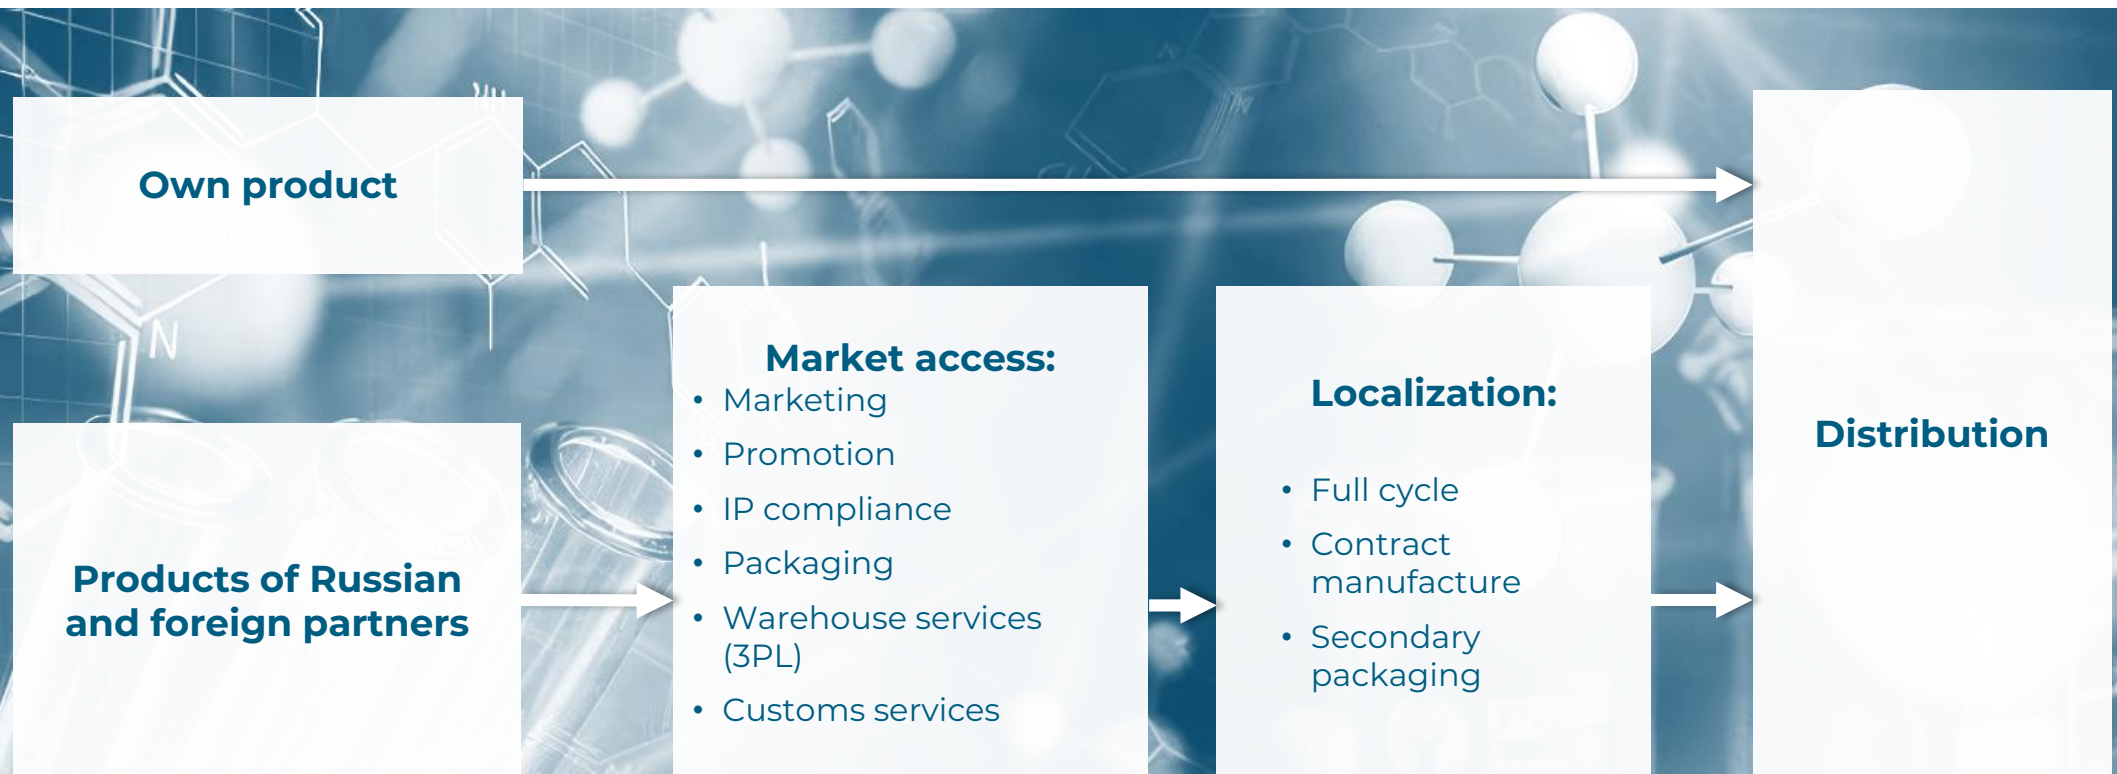 Own product
Products of Russian
and foreign partners
Market access:
• Marketing
• Promotion
• IP compliance
• Packaging
• Warehouse services
(3PL)
• Customs services
Localization:
• Full cycle
• Contract
manufacture
• Secondary
packaging
Distribution
N